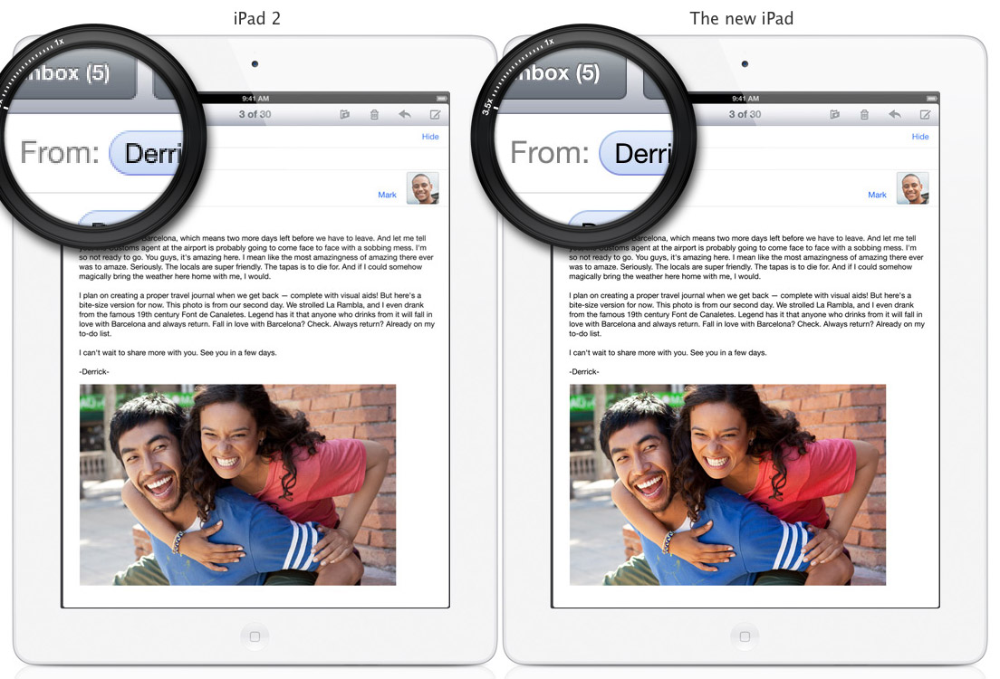 iPad 2
1x
nbox (5)
9:41 AM
3 of 30
From: Derri
Hide
Mark
Barcelona, which means two more days left before we have to leave. And let me tell
the customs agent at the airport is probably going to come face to face with a sobbing mess. I'm
so not ready to go. You guys, it's amazing here. I mean like the most amazingness of amazing there ever
was to amaze. Seriously. The locals are super friendly. The tapas is to die for. And if I could somehow
magically bring the weather here home with me, I would.
I plan on creating a proper travel journal when we get back — complete with visual aids! But here's a
bite-size version for now. This photo is from our second day. We strolled La Rambla, and I even drank
from the famous 19th century Font de Canaletes. Legend has it that anyone who drinks from it will fall in
love with Barcelona and always return. Fall in love with Barcelona? Check. Always return? Already on my
to-do list.
I can't wait to share more with you. See you in a few days.
-Derrick-
The new iPad
1x
3.5x
nbox (5)
9:41 AM
3 of 30
From: Derri
Hide
Mark
Barcelona, which means two more days left before we have to leave. And let me tell
the customs agent at the airport is probably going to come face to face with a sobbing mess. I'm
so not ready to go. You guys, it's amazing here. I mean like the most amazingness of amazing there ever
was to amaze. Seriously. The locals are super friendly. The tapas is to die for. And if I could somehow
magically bring the weather here home with me, I would.
I plan on creating a proper travel journal when we get back — complete with visual aids! But here's a
bite-size version for now. This photo is from our second day. We strolled La Rambla, and I even drank
from the famous 19th century Font de Canaletes. Legend has it that anyone who drinks from it will fall in
love with Barcelona and always return. Fall in love with Barcelona? Check. Always return? Already on my
to-do list.
I can't wait to share more with you. See you in a few days.
-Derrick-